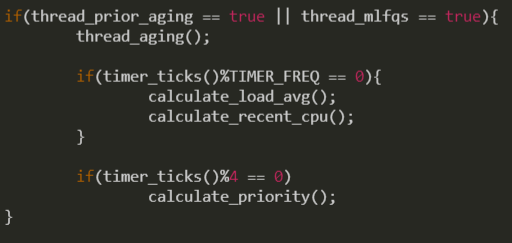 if(thread_prior_aging == true || thread_mlfqs == true){
thread_aging();
if(timer_ticks()%TIMER_FREQ == 0){
calculate_load_avg();
calculate_recent_cpu();
}
if(timer_ticks()%4 == 0)
calculate_priority();
}